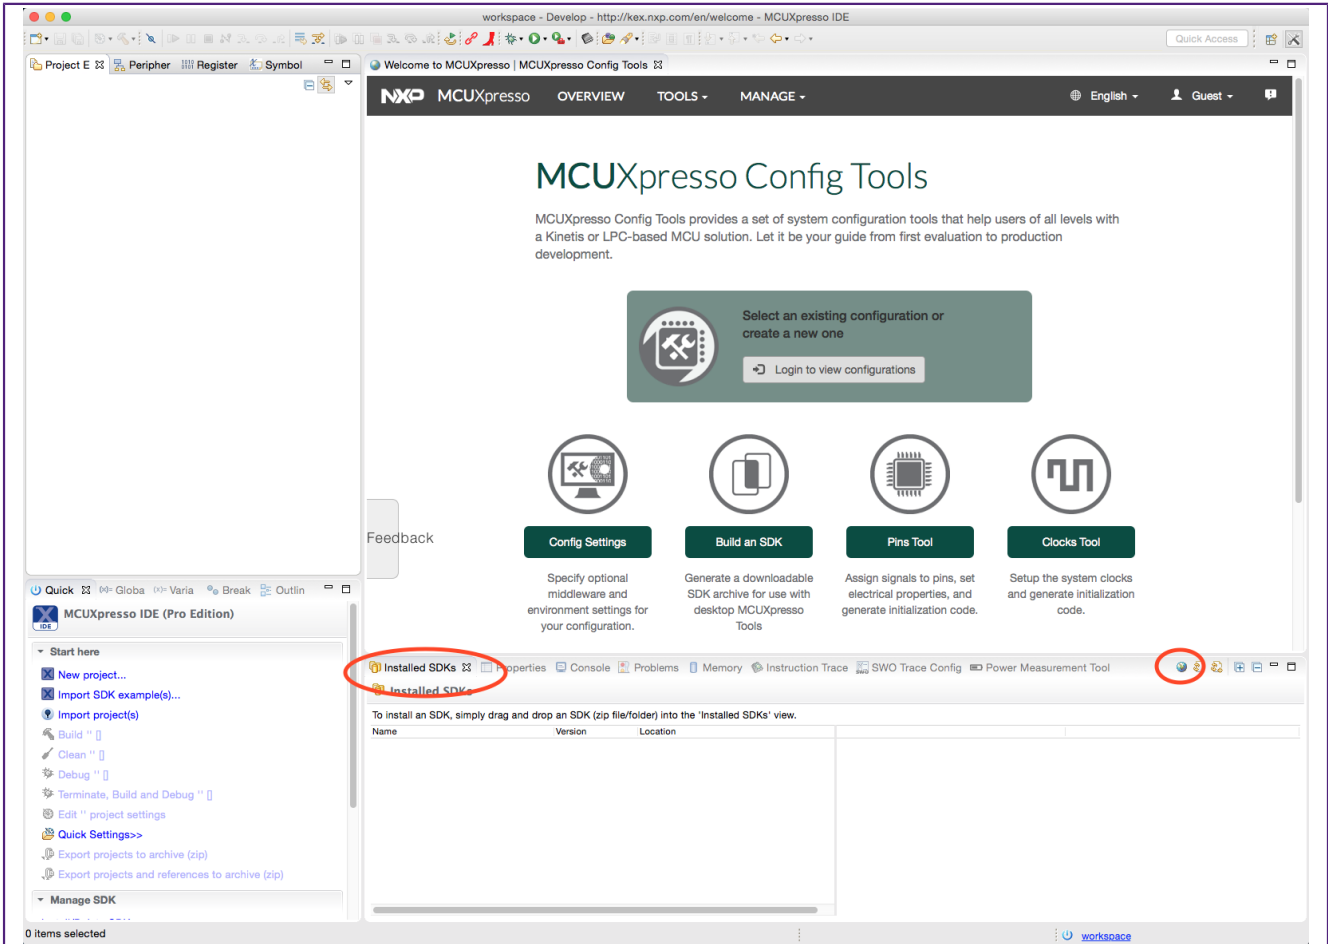 workspace - Develop - http://kex.nxp.com/en/welcome - MCUXpresso IDE
Quick Access
Project E Peripher Register Symbol
Welcome to MCUXpresso | MCUXpresso Config Tools
NXP MCUXpresso OVERVIEW TOOLS MANAGE English Guest
MCUXpresso Config Tools
MCUXpresso Config Tools provides a set of system configuration tools that help users of all levels with
a Kinetis or LPC-based MCU solution. Let it be your guide from first evaluation to production
development.
Select an existing configuration or
create a new one
Login to view configurations
Feedback
Config Settings
Build an SDK
Pins Tool
Clocks Tool
Specify optional
middleware and
environment settings for
your configuration.
Generate a downloadable
SDK archive for use with
desktop MCUXpresso
Tools
Assign signals to pins, set
electrical properties, and
generate initialization code.
Setup the system clocks
and generate initialization
code.
Quick (x)= Globa (x)= Varia Break Outlin
IDE
MCUXpresso IDE (Pro Edition)
Start here
New project...
Import SDK example(s)...
Import project(s)
Build '' []
Clean '' []
Debug '' []
Terminate, Build and Debug '' []
Edit '' project settings
Quick Settings>>
Export projects to archive (zip)
Export projects and references to archive (zip)
Manage SDK
Installed SDKs Properties Console Problems Memory Instruction Trace SWO Trace Config Power Measurement Tool
Installed SDKs
To install an SDK, simply drag and drop an SDK (zip file/folder) into the 'Installed SDKs' view.
Name Version Location
0 items selected
workspace